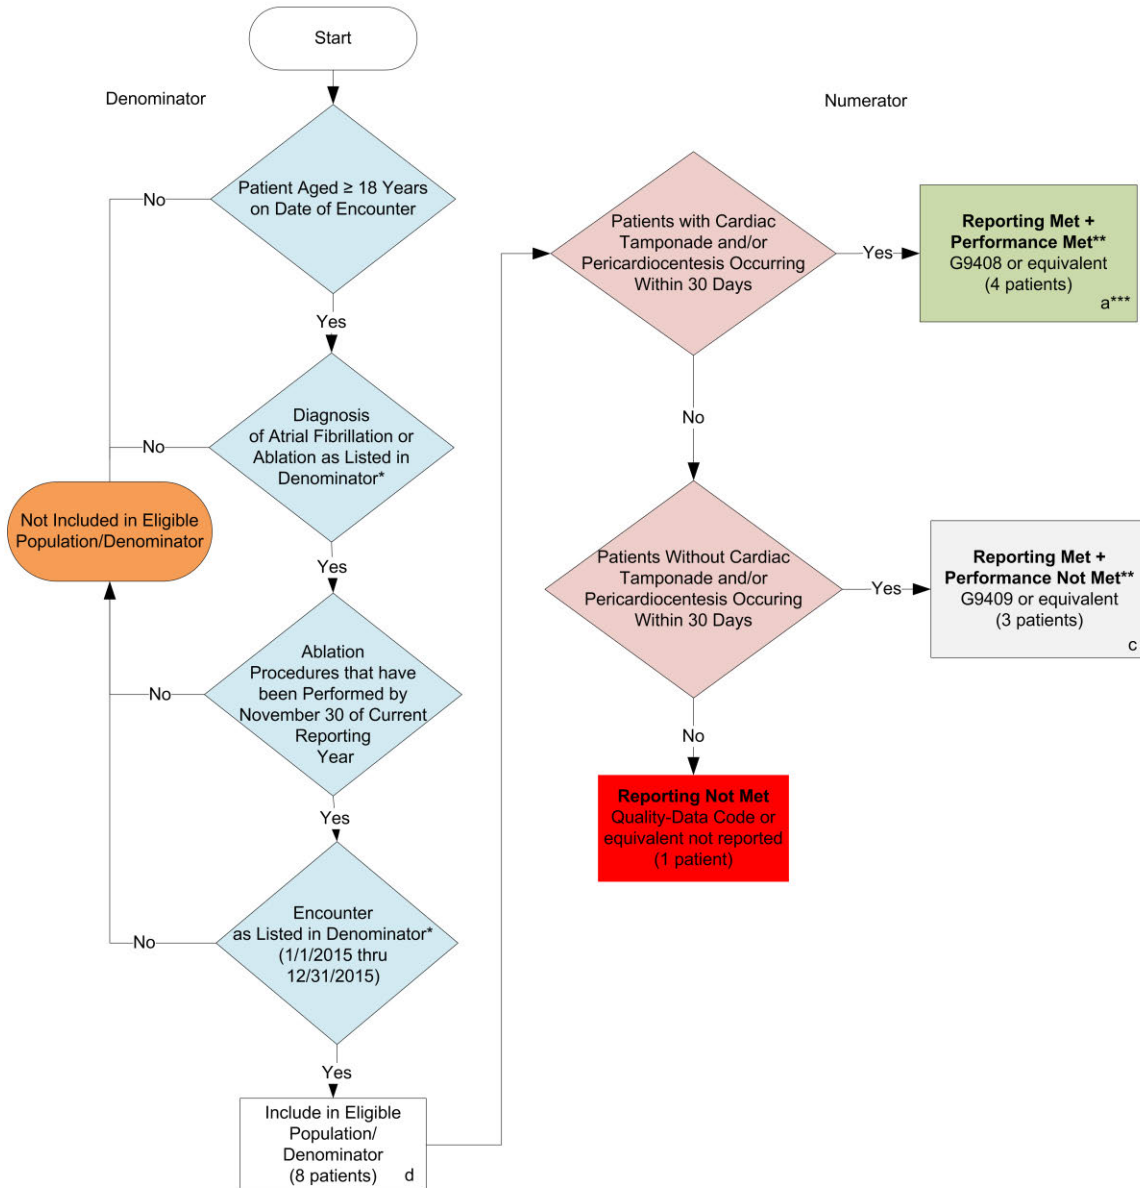 Start
Denominator
Patient Aged ≥ 18 Years
on Date of Encounter
No
Yes
Diagnosis
of Atrial Fibrillation or
Ablation as Listed in
Denominator*
No
Not Included in Eligible
Population/Denominator
Yes
Ablation
Procedures that have
been Performed by
November 30 of Current
Reporting
Year
No
Yes
Encounter
as Listed in Denominator*
(1/1/2015 thru
12/31/2015)
No
Yes
Include in Eligible
Population/
Denominator
(8 patients)
d
Numerator
Patients with Cardiac
Tamponade and/or
Pericardiocentesis Occurring
Within 30 Days
Yes
Reporting Met +
Performance Met**
G9408 or equivalent
(4 patients)
a***
No
Patients Without Cardiac
Tamponade and/or
Pericardiocentesis Occuring
Within 30 Days
Yes
Reporting Met +
Performance Not Met**
G9409 or equivalent
(3 patients)
c
No
Reporting Not Met
Quality-Data Code or
equivalent not reported
(1 patient)